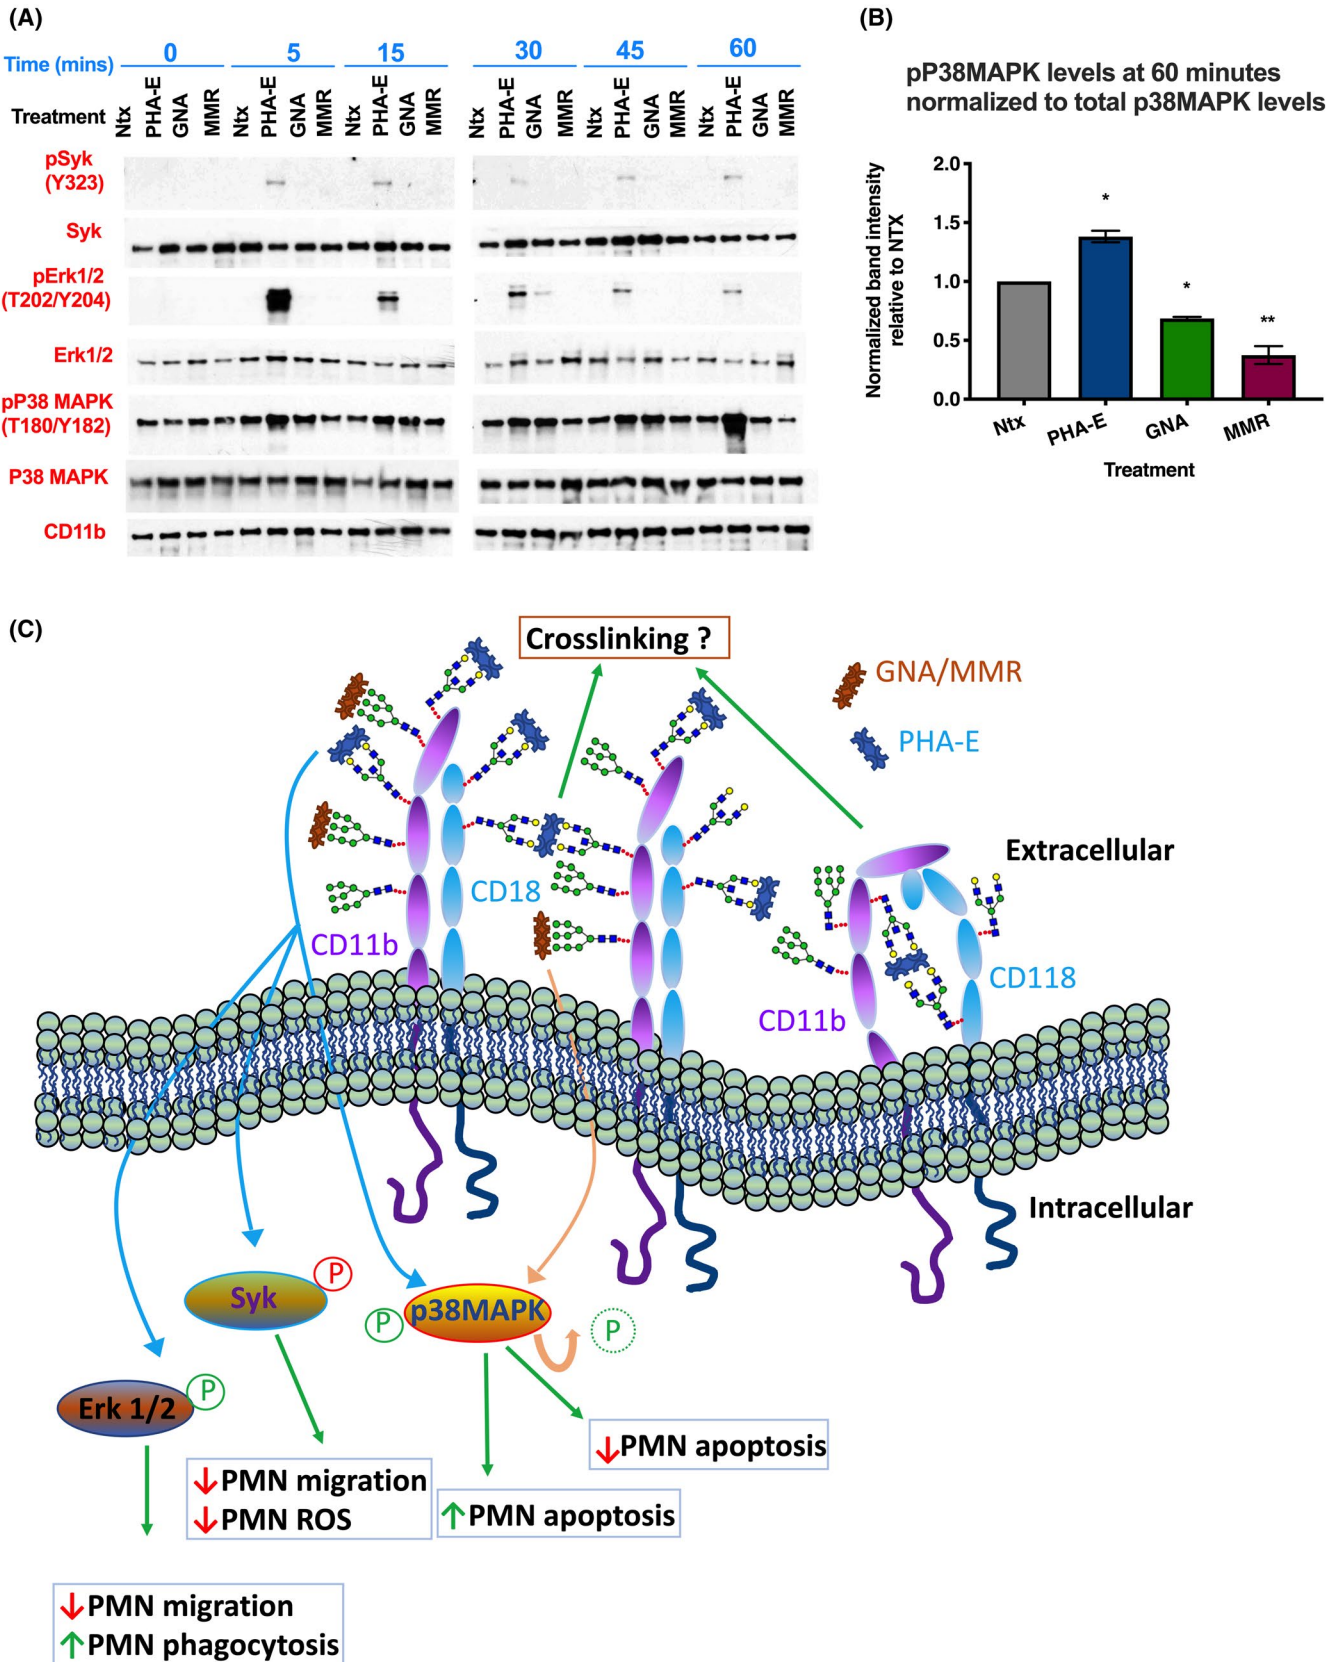 (A)
Time (mins) 0 5 15 30 45 60
Treatment Ntx PHA-E GNA MMR Ntx PHA-E GNA MMR Ntx PHA-E GNA MMR Ntx PHA-E GNA MMR Ntx PHA-E GNA MMR Ntx PHA-E GNA MMR
pSyk
(Y323)
Syk
pErk1/2
(T202/Y204)
Erk1/2
pP38 MAPK
(T180/Y182)
P38 MAPK
CD11b
(B)
pP38MAPK levels at 60 minutes
normalized to total p38MAPK levels
Normalized band intensity
relative to NTX
2.0
1.5
1.0
0.5
0.0
*
*
**
Ntx PHA-E GNA MMR
Treatment
(C)
Crosslinking ?
GNA/MMR
PHA-E
Extracellular
CD18
CD11b
CD118
CD11b
Intracellular
Syk P
P p38MAPK P
Erk 1/2 P
↓PMN apoptosis
↓PMN migration
↓PMN ROS
↑PMN apoptosis
↓PMN migration
↑PMN phagocytosis